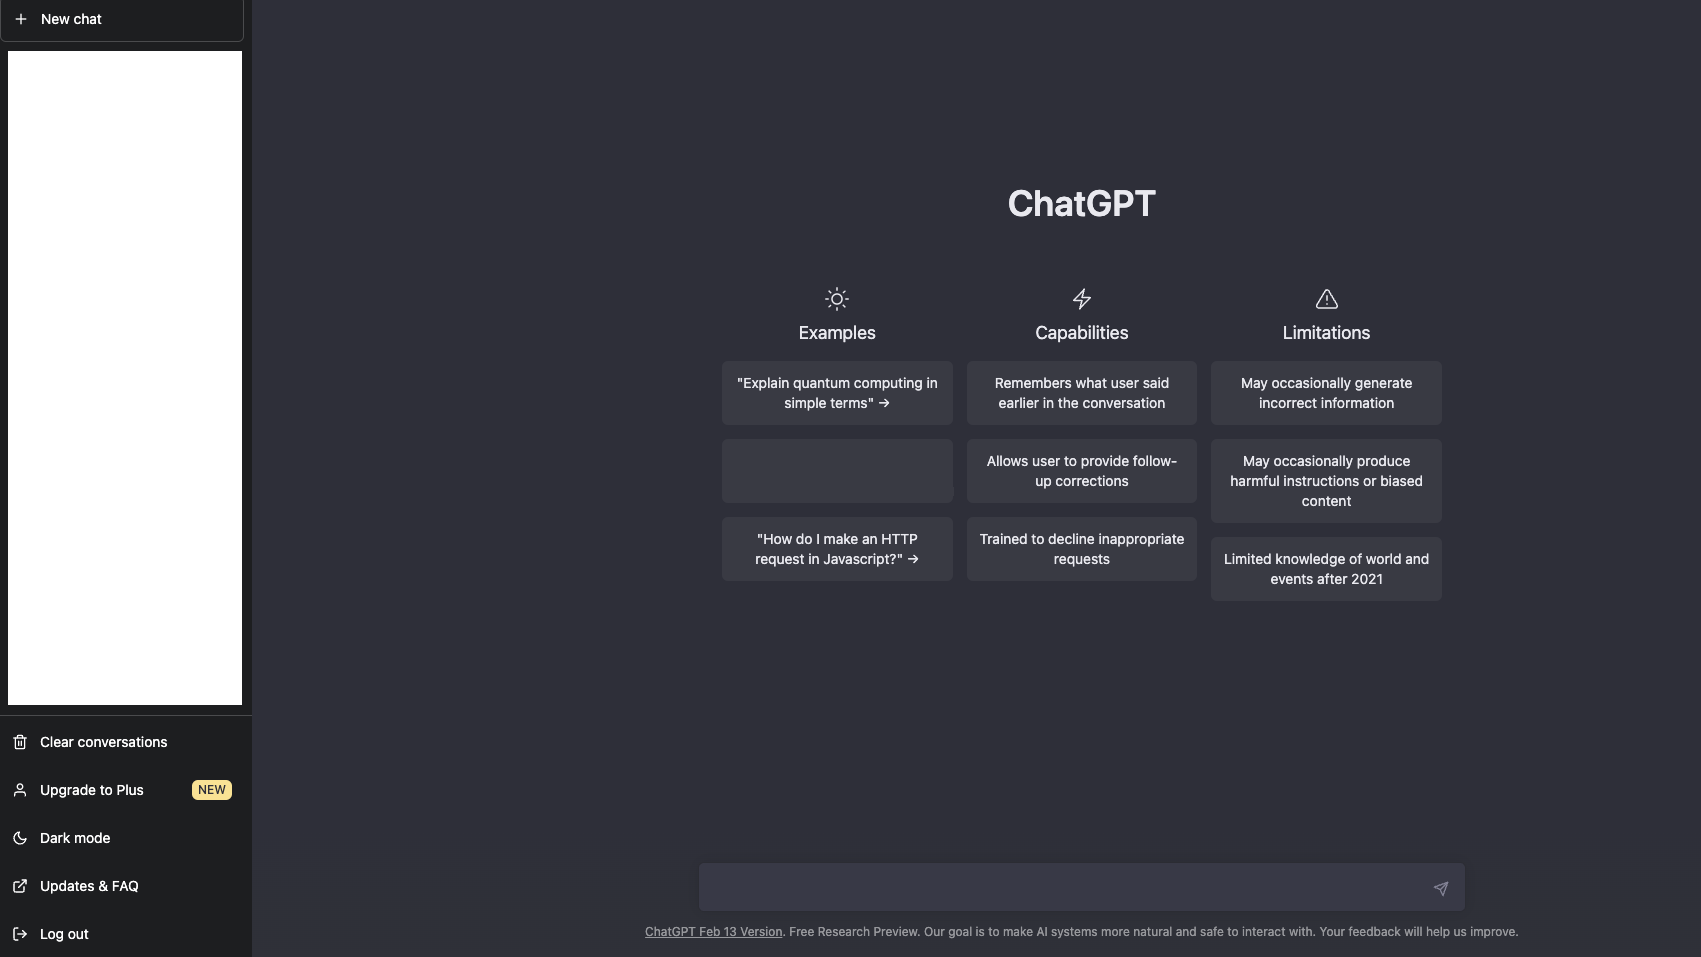 New chat
Clear conversations
Upgrade to Plus
NEW
Dark mode
Updates & FAQ
Log out
ChatGPT
Examples
"Explain quantum computing in
simple terms" →
"How do I make an HTTP
request in Javascript?" →
Capabilities
Remembers what user said
earlier in the conversation
Allows user to provide follow-
up corrections
Trained to decline inappropriate
requests
Limitations
May occasionally generate
incorrect information
May occasionally produce
harmful instructions or biased
content
Limited knowledge of world and
events after 2021
ChatGPT Feb 13 Version. Free Research Preview. Our goal is to make AI systems more natural and safe to interact with. Your feedback will help us improve.